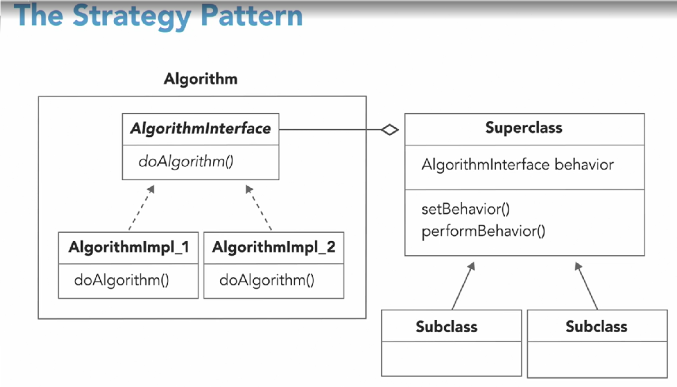 The Strategy Pattern
Algorithm
AlgorithmInterface
doAlgorithm()
AlgorithmImpl_1
doAlgorithm()
AlgorithmImpl_2
doAlgorithm()
Superclass
AlgorithmInterface behavior
setBehavior()
performBehavior()
Subclass
Subclass